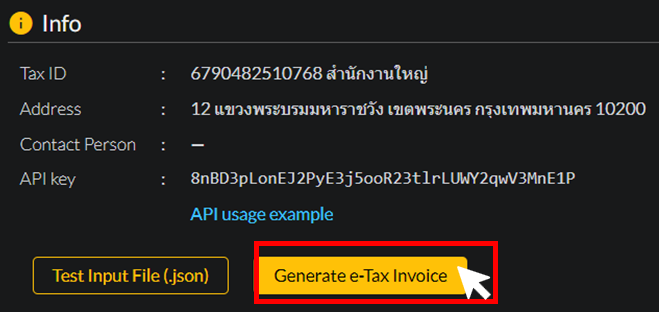 Info
Tax ID : 6790482510768 สำนักงานใหญ่
Address : 12 แขวงพระบรมมหาราชวัง เขตพระนคร กรุงเทพมหานคร 10200
Contact Person : —
API key : 8nBD3pLonEJ2PyE3j5ooR23tlrLUWY2qwV3MnE1P
API usage example
Test Input File (.json) Generate e-Tax Invoice